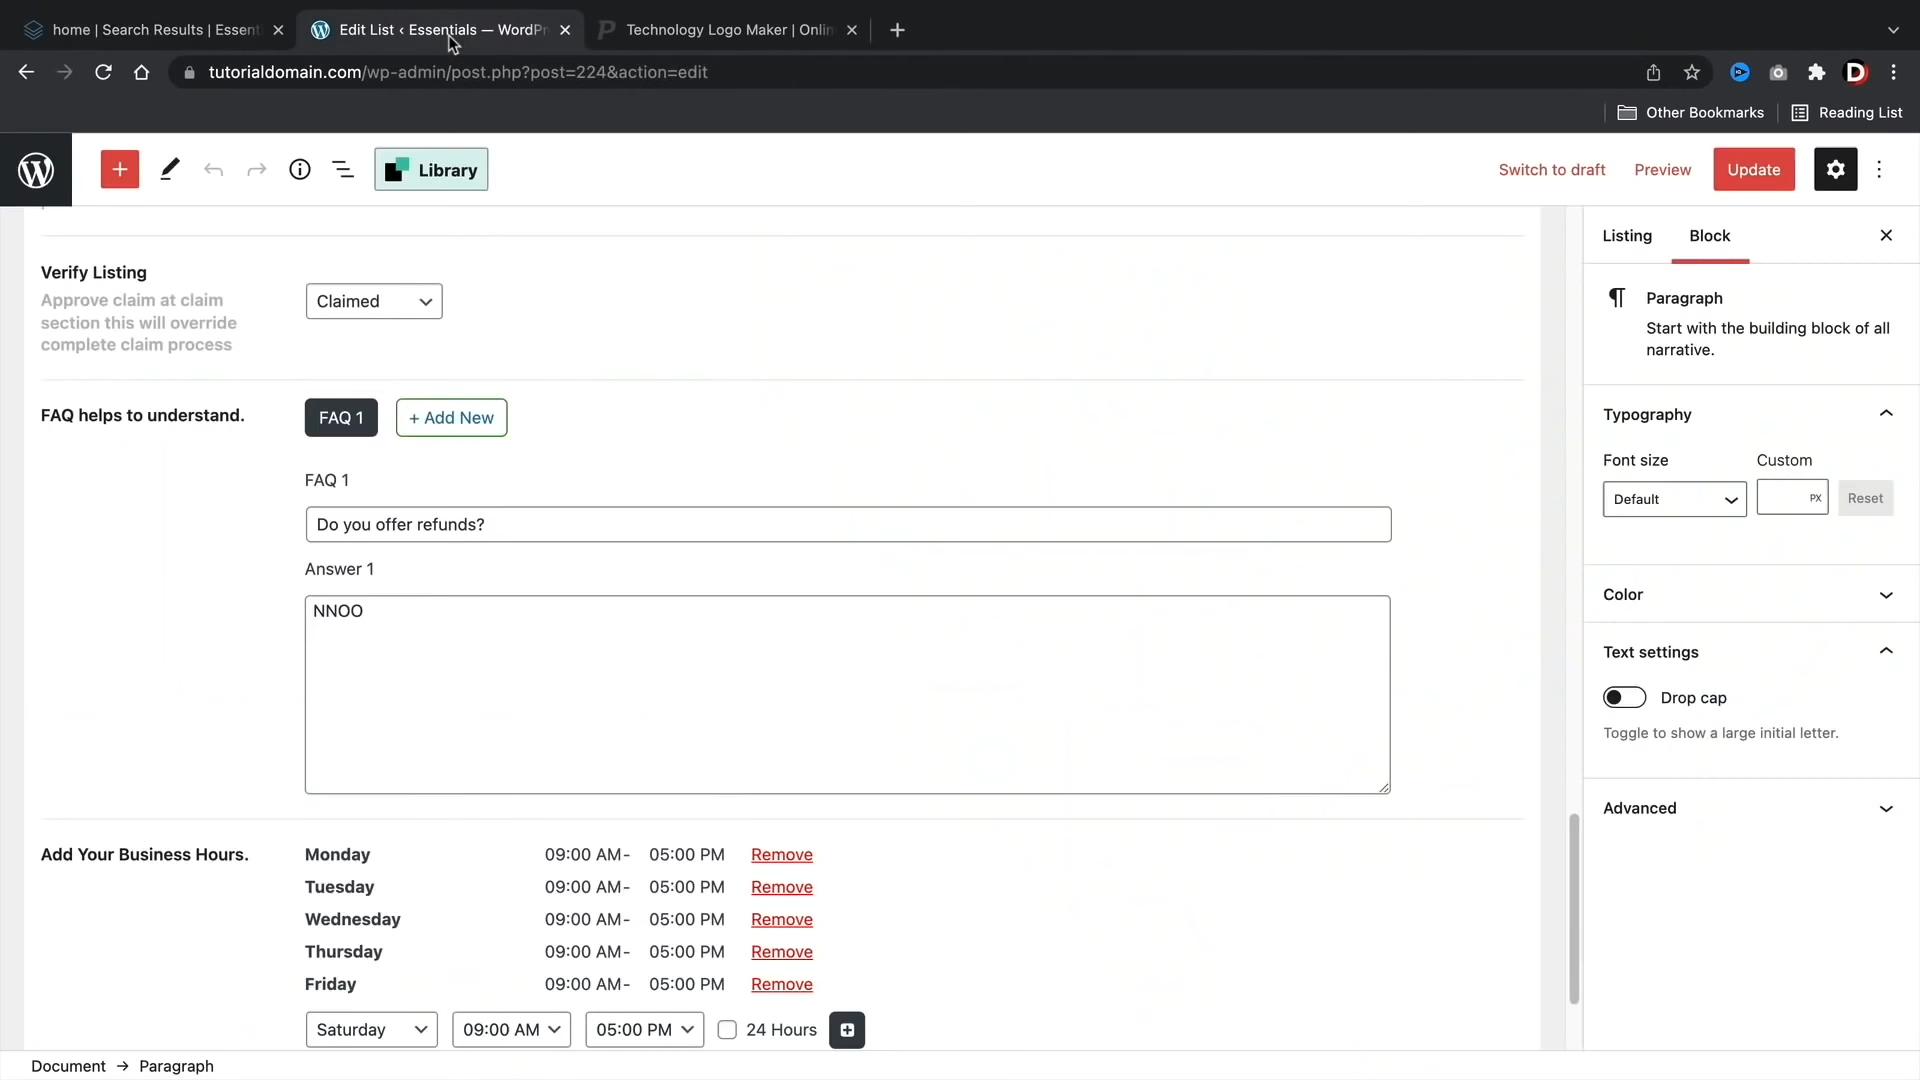 home | Search Results | Essent
Edit List ‹ Essentials — WordPr
Technology Logo Maker | Onlin
tutorialdomain.com/wp-admin/post.php?post=224&action=edit
Other Bookmarks
Reading List
Library
Switch to draft
Preview
Update
Listing
Block
Verify Listing
Approve claim at claim
section this will override
complete claim process
Claimed
Paragraph
Start with the building block of all
narrative.
FAQ helps to understand.
FAQ 1
+ Add New
Typography
Font size
Custom
Default
PX
Reset
FAQ 1
Do you offer refunds?
Answer 1
NNOO
Color
Text settings
Drop cap
Toggle to show a large initial letter.
Advanced
Add Your Business Hours.
Monday 09:00 AM- 05:00 PM Remove
Tuesday 09:00 AM- 05:00 PM Remove
Wednesday 09:00 AM- 05:00 PM Remove
Thursday 09:00 AM- 05:00 PM Remove
Friday 09:00 AM- 05:00 PM Remove
Saturday 09:00 AM 05:00 PM 24 Hours
Document → Paragraph